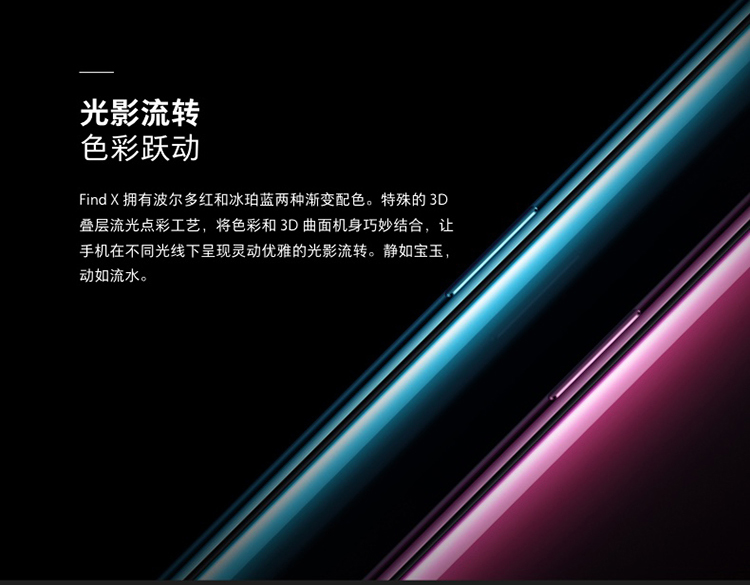 光影流转
色彩跃动
Find X 拥有波尔多红和冰珀蓝两种渐变配色。特殊的 3D
叠层流光点彩工艺，将色彩和 3D 曲面机身巧妙结合，让
手机在不同光线下呈现灵动优雅的光影流转。静如宝玉，
动如流水。